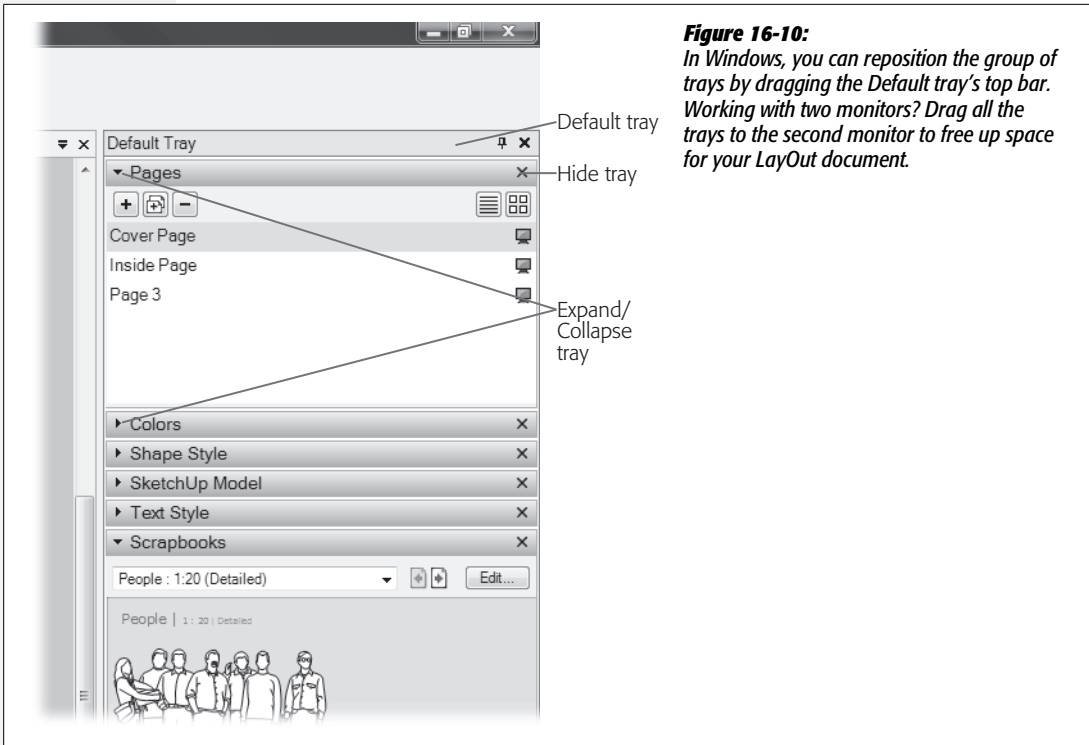 Figure 16-10:
In Windows, you can reposition the group of
trays by dragging the Default tray's top bar.
Working with two monitors? Drag all the
trays to the second monitor to free up space
for your LayOut document.
Default Tray
Default tray
Pages
Hide tray
Cover Page
Inside Page
Page 3
Expand/
Collapse
tray
Colors
Shape Style
SketchUp Model
Text Style
Scrapbooks
People : 1:20 (Detailed)
Edit...
People | 1 : 20 | Detailed